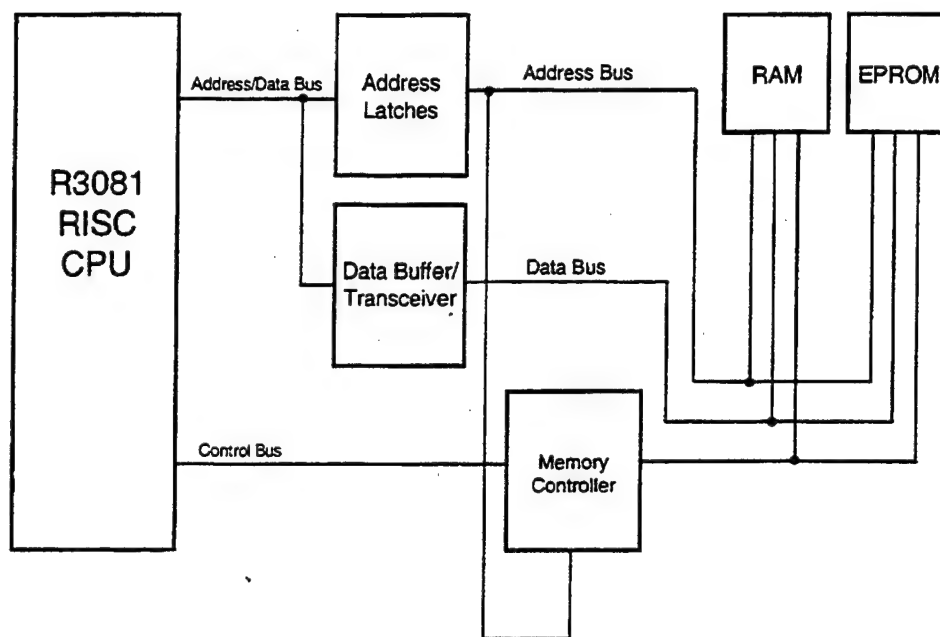 R3081
RISC
CPU
Address/Data Bus
Address
Latches
Address Bus
RAM
EPROM
Data Buffer/
Transceiver
Data Bus
Control Bus
Memory
Controller